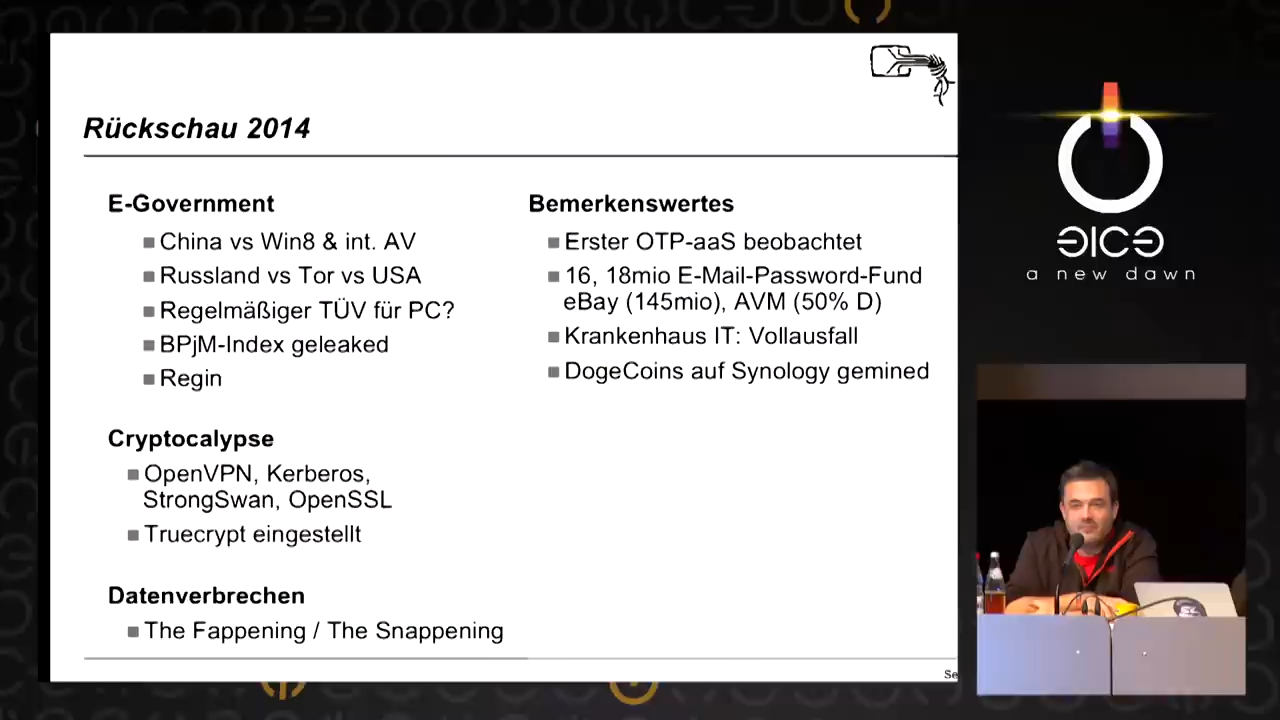 Rückschau 2014
E-Government
China vs Win8 & int. AV
Russland vs Tor vs USA
Regelmäßiger TÜV für PC?
BPjM-Index geleaked
Regin
Cryptocalypse
OpenVPN, Kerberos,
StrongSwan, OpenSSL
Truecrypt eingestellt
Datenverbrechen
The Fappening / The Snappening
Bemerkenswertes
Erster OTP-aaS beobachtet
16, 18mio E-Mail-Password-Fund
eBay (145mio), AVM (50% D)
Krankenhaus IT: Vollausfall
DogeCoins auf Synology gemined
Se
a new dawn